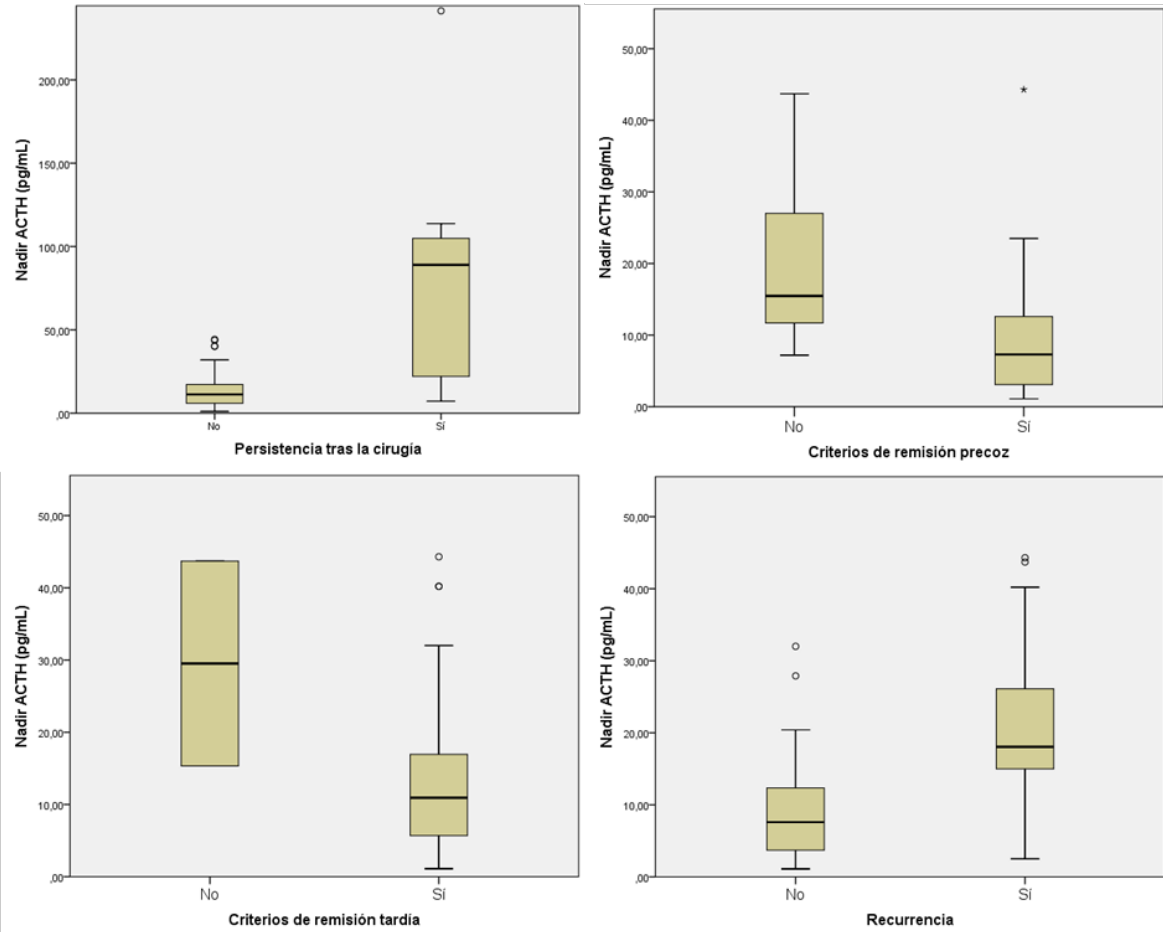 Nadir ACTH (pg/mL)
200,00
150,00
100,00
50,00
,00
No
Sí
Persistencia tras la cirugía
Nadir ACTH (pg/mL)
50,00
40,00
30,00
20,00
10,00
,00
No
Sí
Criterios de remisión precoz
Nadir ACTH (pg/mL)
50,00
40,00
30,00
20,00
10,00
,00
No
Sí
Criterios de remisión tardía
Nadir ACTH (pg/mL)
50,00
40,00
30,00
20,00
10,00
,00
No
Sí
Recurrencia